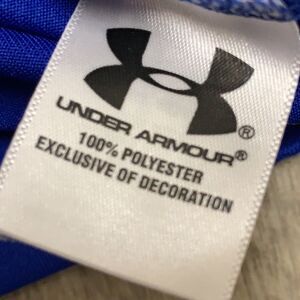 ®
UNDER ARMOUR®
100% POLYESTER
EXCLUSIVE OF DECORATION